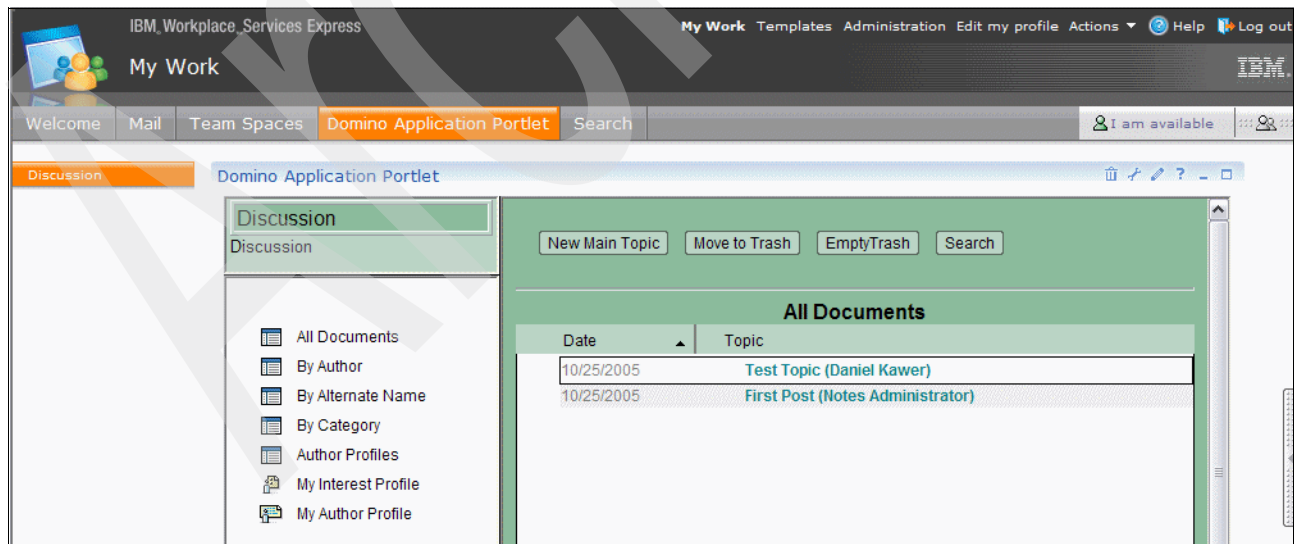 IBM Workplace Services Express
My Work Templates Administration Edit my profile Actions Help Log out
My Work
IBM.
Welcome Mail Team Spaces Domino Application Portlet Search
I am available
Discussion
Domino Application Portlet
?
Discussion
Discussion
New Main Topic Move to Trash EmptyTrash Search
All Documents
Date Topic
10/25/2005 Test Topic (Daniel Kawer)
10/25/2005 First Post (Notes Administrator)
All Documents
By Author
By Alternate Name
By Category
Author Profiles
My Interest Profile
My Author Profile